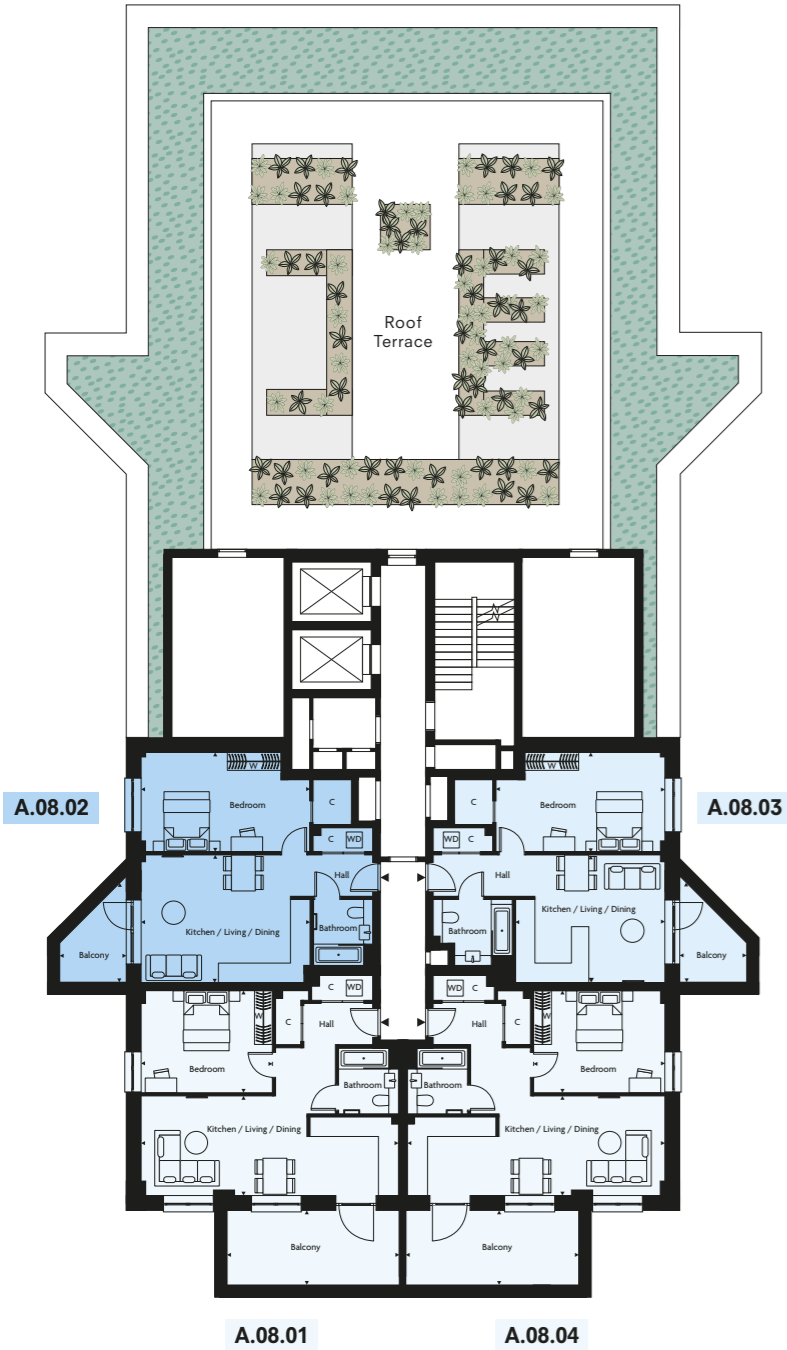 Roof
Terrace
W
W
A.08.02
Bedroom
C
C
Bedroom
A.08.03
C
WD
WD
C
Hall
Hall
Kitchen / Living / Dining
Bathroom
Bathroom
Kitchen / Living / Dining
Balcony
Balcony
C
WD
WD
C
W
C
Hall
Hall
C
W
Bedroom
Bathroom
Bathroom
Bedroom
Kitchen / Living / Dining
Kitchen / Living / Dining
Balcony
Balcony
A.08.01
A.08.04